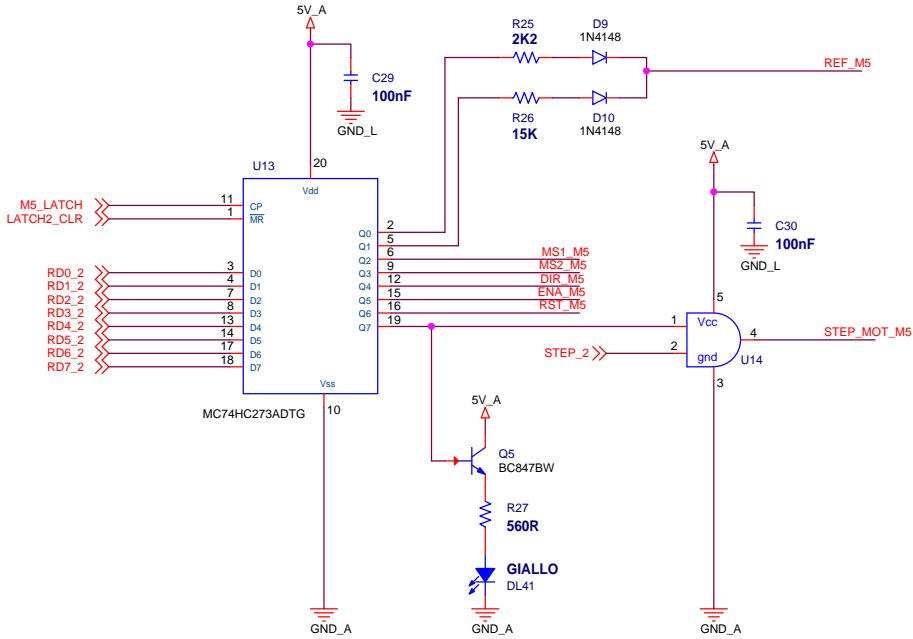 5V_A
R25
D9
2K2
1N4148
REF_M5
C29
100nF
GND_L
R26
D10
15K
1N4148
5V_A
U13
20
Vdd
M5_LATCH
11
CP
LATCH2_CLR
1
MR
C30
100nF
GND_L
Q0
2
Q1
5
Q2
6
MS1_M5
Q3
9
MS2_M5
Q4
12
DIR_M5
Q5
15
ENA_M5
Q6
16
RST_M5
Q7
19
RD0_2
3
D0
RD1_2
4
D1
RD2_2
7
D2
RD3_2
8
D3
RD4_2
13
D4
RD5_2
14
D5
RD6_2
17
D6
RD7_2
18
D7
5
1
Vcc
4
STEP_MOT_M5
STEP_2
2
gnd
U14
3
Vss
10
MC74HC273ADTG
5V_A
Q5
BC847BW
R27
560R
GIALLO
DL41
GND_A
GND_A
GND_A